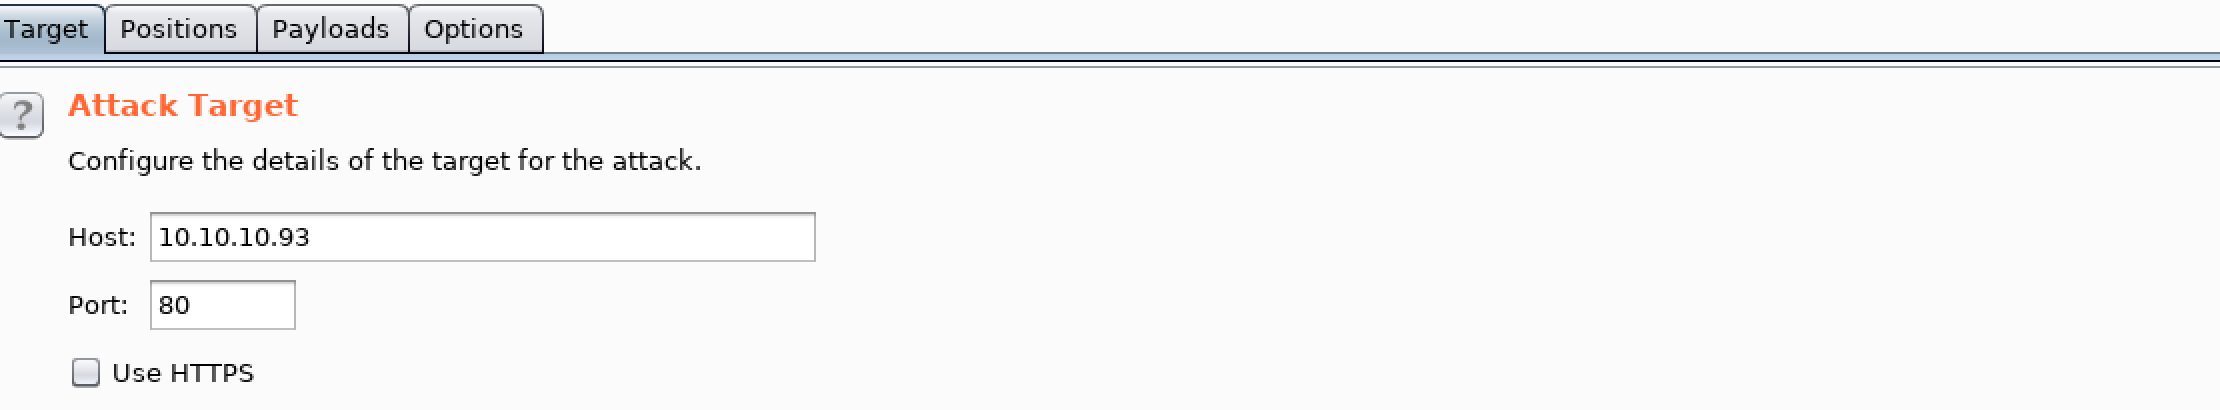 Target Positions Payloads Options
? Attack Target
Configure the details of the target for the attack.
Host: 10.10.10.93
Port: 80
Use HTTPS